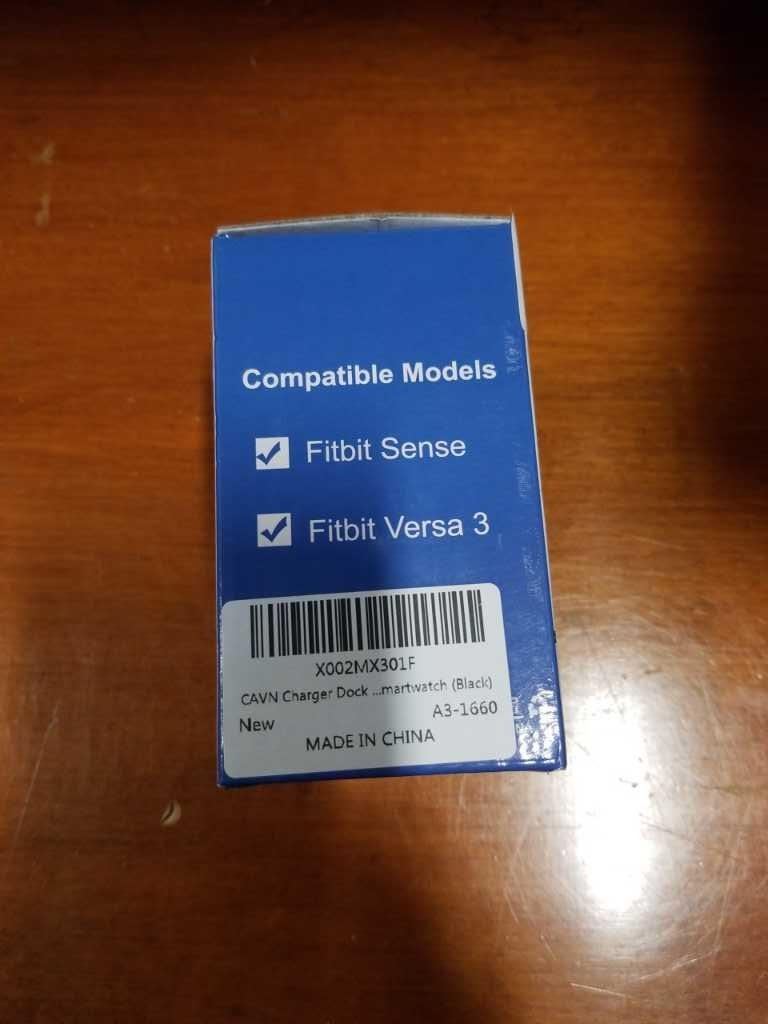 Compatible Models
Fitbit Sense
Fitbit Versa 3
X002MX301F
CAVN Charger Dock ...martwatch (Black)
New
A3-1660
MADE IN CHINA